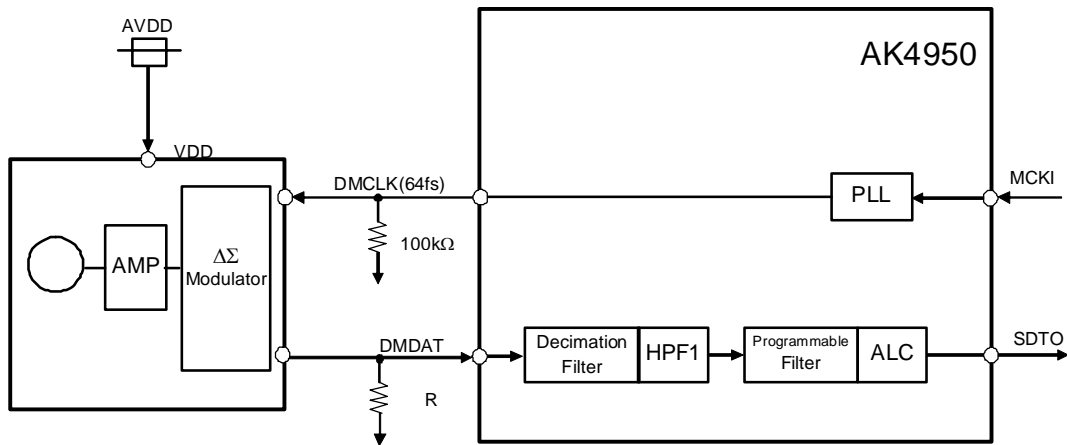 AVDD
AK4950
VDD
DMCLK(64fs)
MCKI
PLL
100kΩ
AMP
ΔΣ
Modulator
DMDAT
Decimation
Filter
HPF1
Programmable
Filter
ALC
SDTO
R